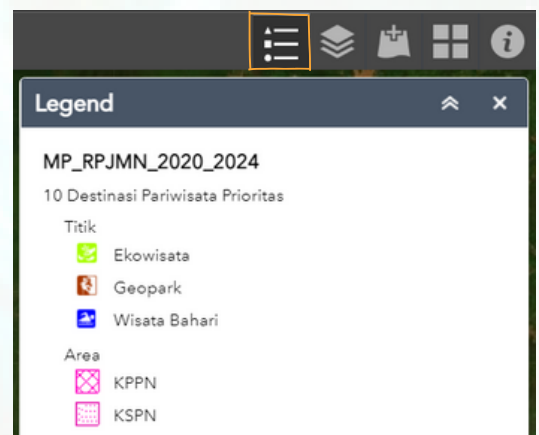 Legend
MP_RPJMN_2020_2024
10 Destinasi Pariwisata Prioritas
Titik
Ekowisata
Geopark
Wisata Bahari
Area
KPPN
KSPN